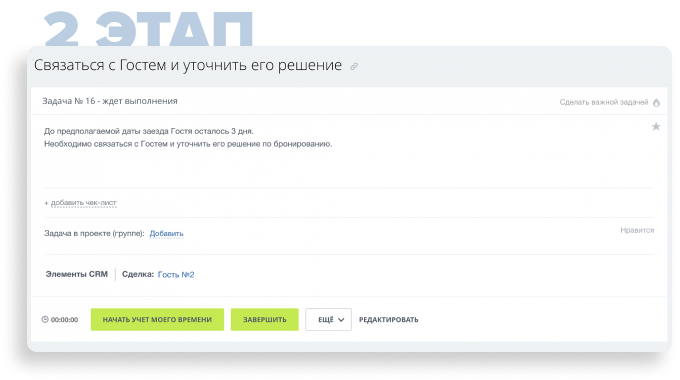 2 ЭТАП
Связаться с Гостем и уточнить его решение
Задача № 16 - ждет выполнения
Сделать важной задачей
До предполагаемой даты заезда Гостя осталось 3 дня.
Необходимо связаться с Гостем и уточнить его решение по бронированию.
+ добавить чек-лист
Задача в проекте (группе): Добавить
Нравится
Элементы CRM Сделка: Гость №2
00:00:00 НАЧАТЬ УЧЕТ МОЕГО ВРЕМЕНИ ЗАВЕРШИТЬ ЕЩЁ РЕДАКТИРОВАТЬ